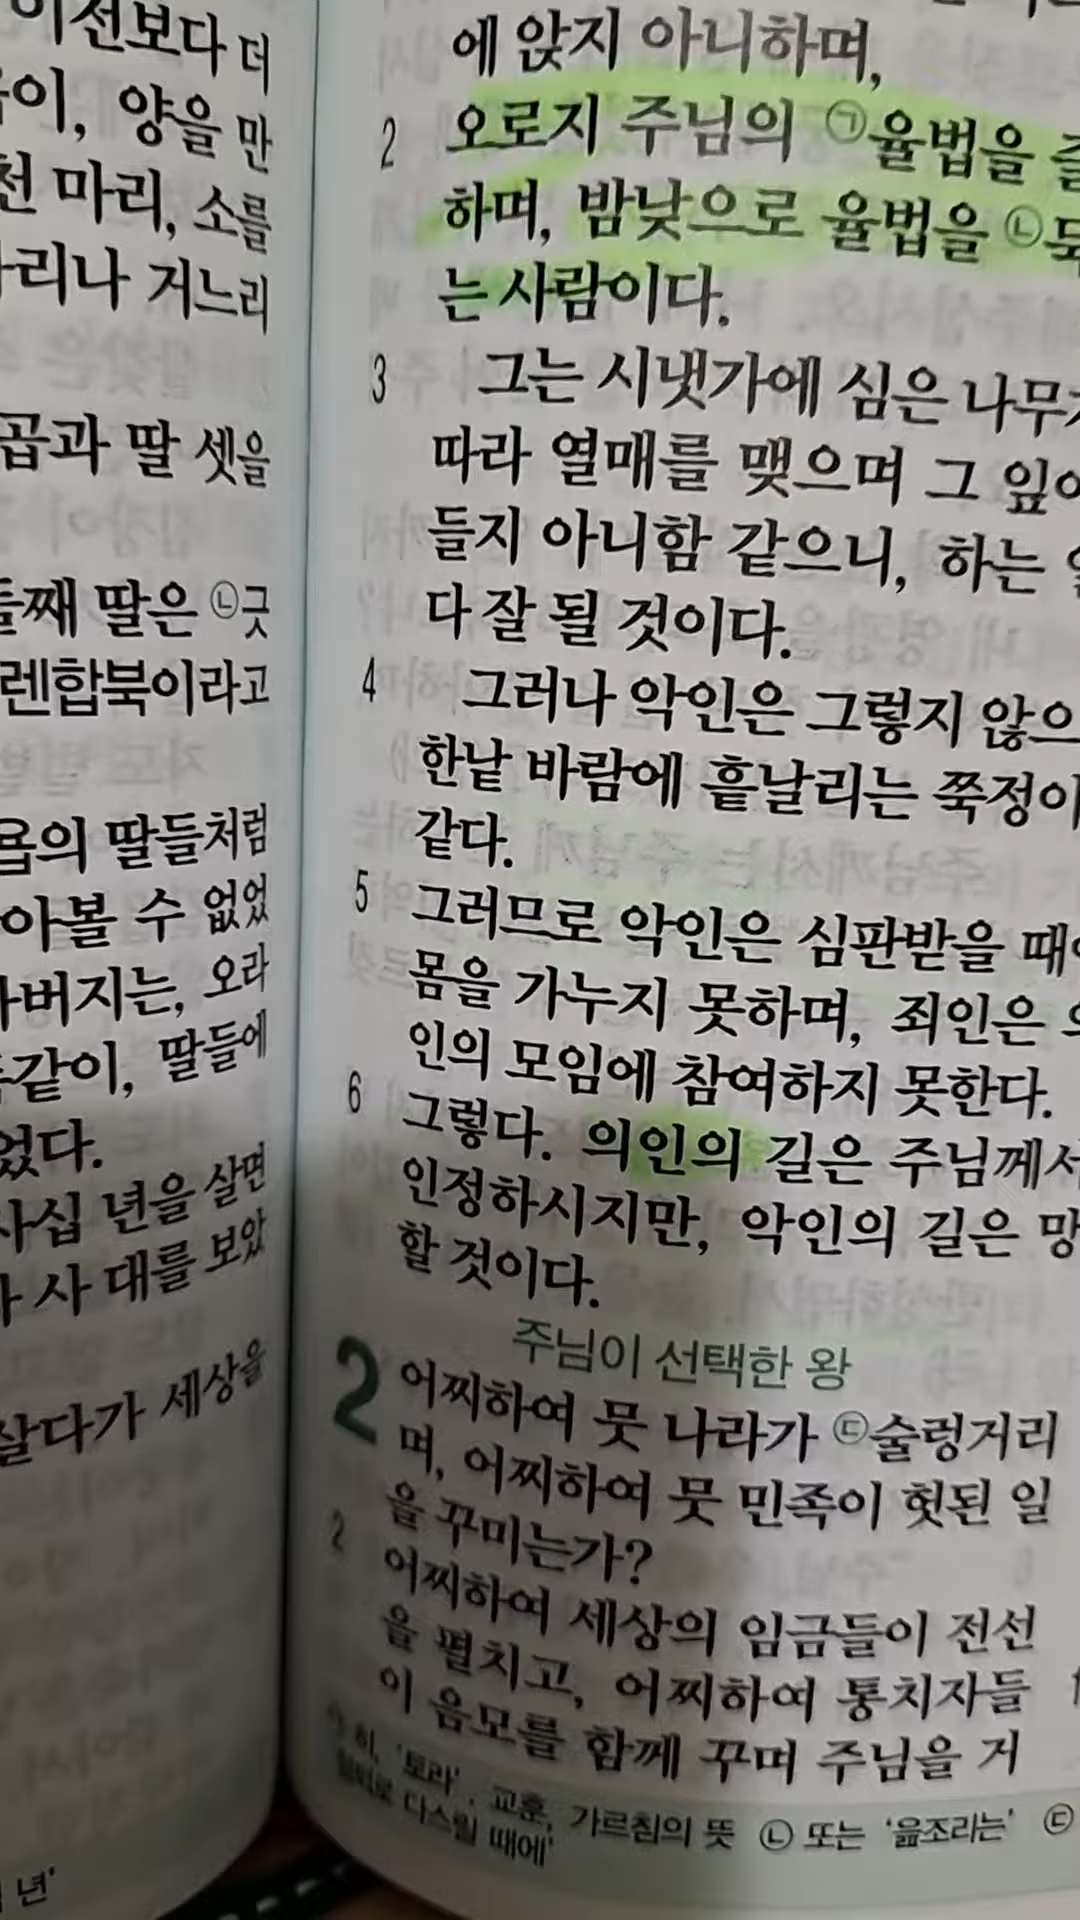 이전보다 더
이, 양을 만
천 마리, 소를
리나 거느리
곱과 딸 셋을
둘째 딸은 ㉡긋
렌합북이라고
욥의 딸들처럼
아볼 수 없었
아버지는, 오라
같이, 딸들에
었다.
사십 년을 살면
사 대를 보았
살다가 세상을
년'
에 앉지 아니하며,
2 오로지 주님의 ㉠율법을 즐
하며, 밤낮으로 율법을 ㉡묵
는 사람이다.
3 그는 시냇가에 심은 나무가
따라 열매를 맺으며 그 잎이
들지 아니함 같으니, 하는
다 잘 될 것이다.
4 그러나 악인은 그렇지 않으
한낱 바람에 흩날리는 쭉정이
같다.
5 그러므로 악인은 심판받을 때에
몸을 가누지 못하며, 죄인은 의
인의 모임에 참여하지 못한다.
6 그렇다. 의인의 길은 주님께서
인정하시지만, 악인의 길은 망
할 것이다.
주님이 선택한 왕
2 어찌하여 뭇 나라가 ㉢술렁거리
며, 어찌하여 뭇 민족이 헛된 일
을 꾸미는가?
2 어찌하여 세상의 임금들이 전선
을 펼치고, 어찌하여 통치자들
이 음모를 함께 꾸며 주님을 거
히, '토라'. 교훈, 가르침의 뜻 ㉡ 또는 '읊조리는' ㉢
다스릴 때에'